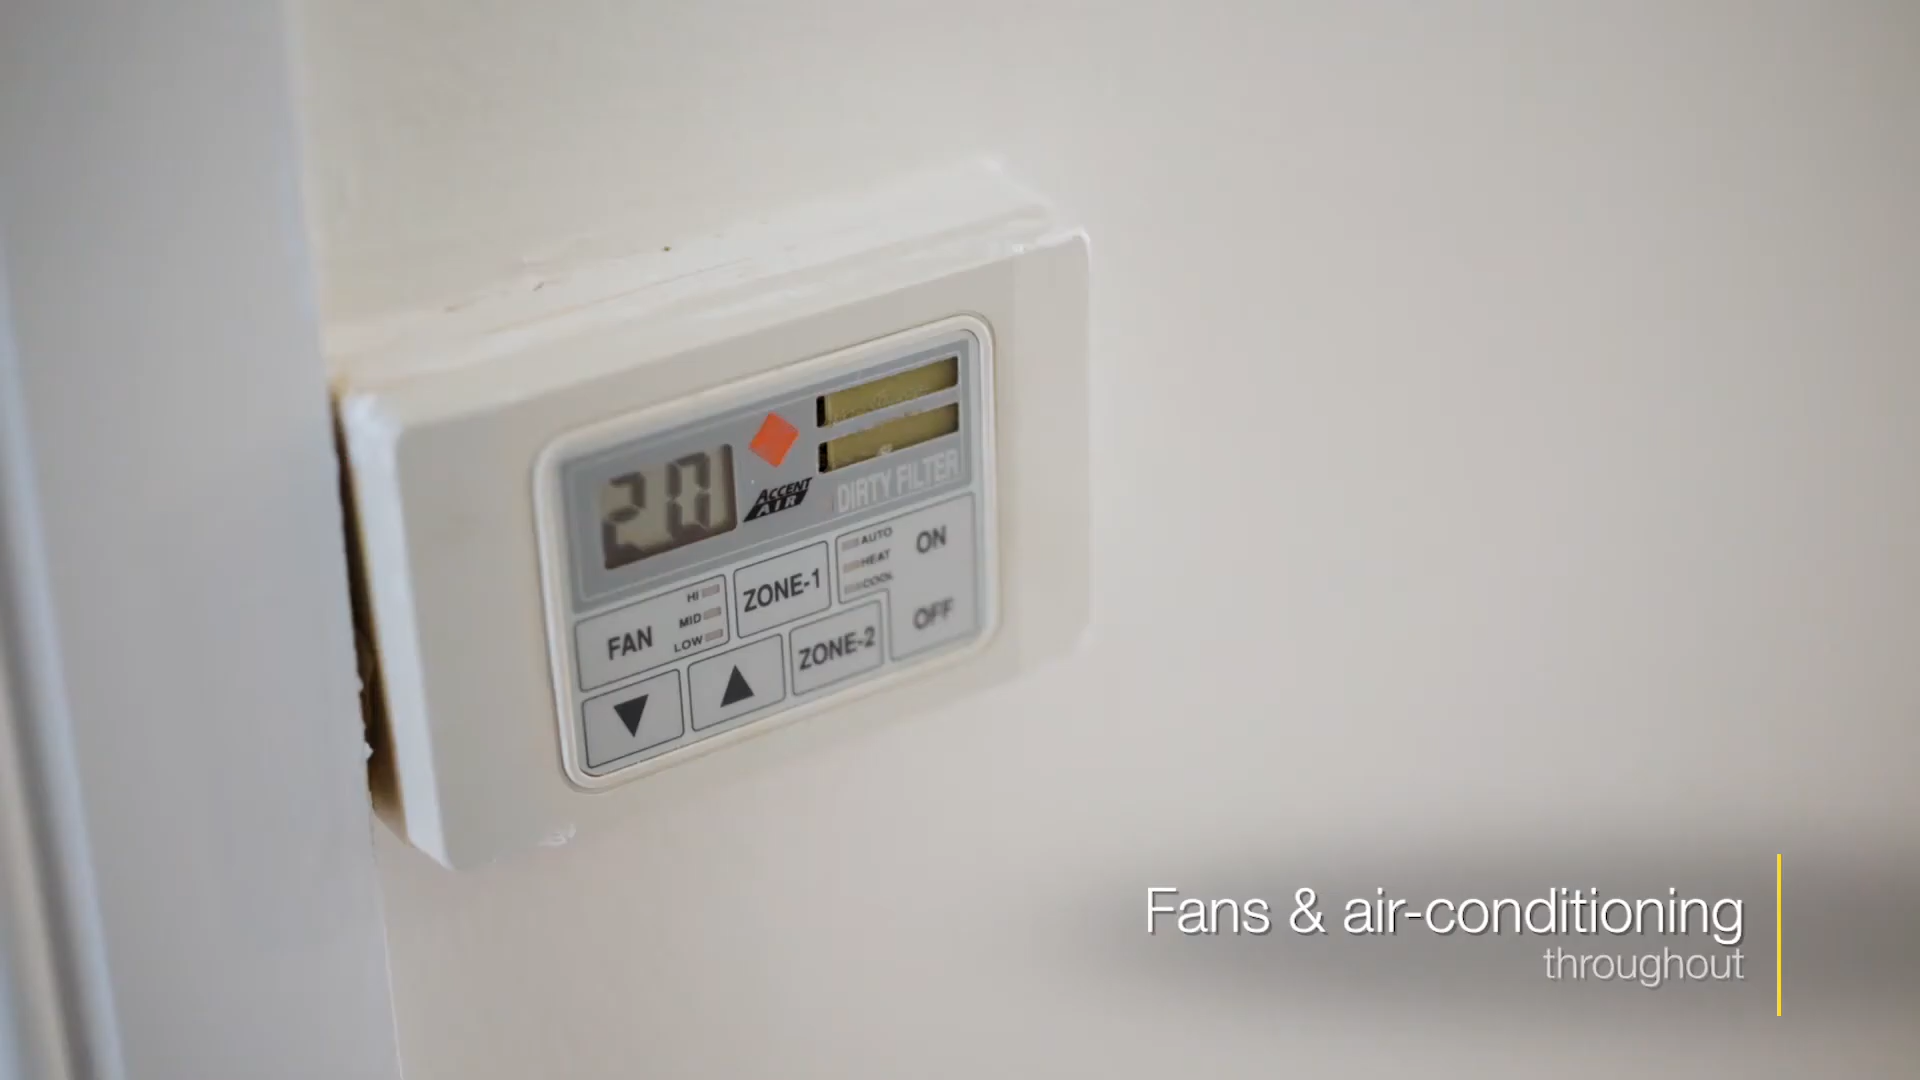 20
ACCENT
AIR
DIRTY FILTER
AUTO
HEAT
COOL
ON
OFF
HI
MID
LOW
FAN
ZONE-1
ZONE-2
Fans & air-conditioning
throughout